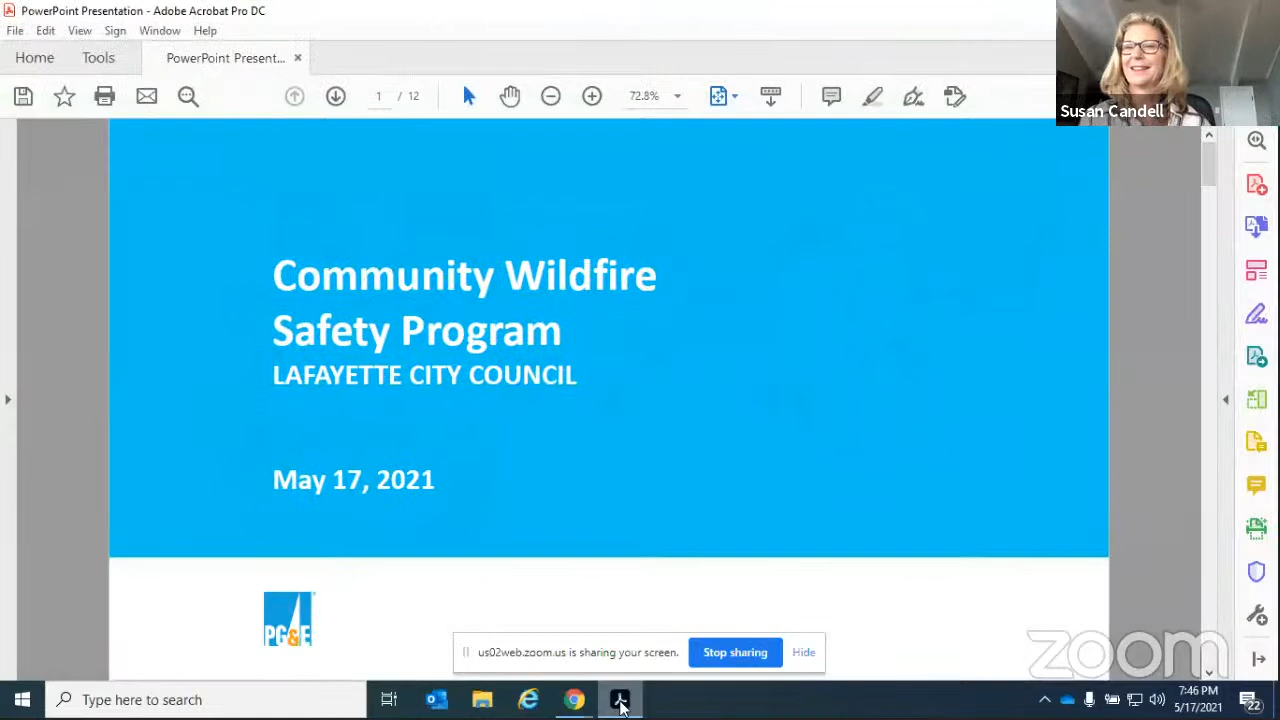 PowerPoint Presentation - Adobe Acrobat Pro DC
File Edit View Sign Window Help
Home Tools PowerPoint Present... ×
1 / 12 72.8%
Susan Candell
Community Wildfire
Safety Program
LAFAYETTE CITY COUNCIL
May 17, 2021
PG&E
us02web.zoom.us is sharing your screen. Stop sharing Hide
zoom
Type here to search
7:46 PM
5/17/2021
22